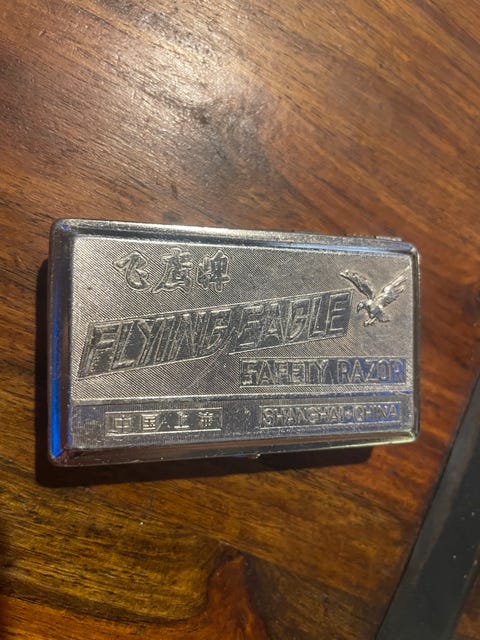 飞鹰牌
FLYING EAGLE
SAFETY RAZOR
中国上海 SHANGHAI CHINA